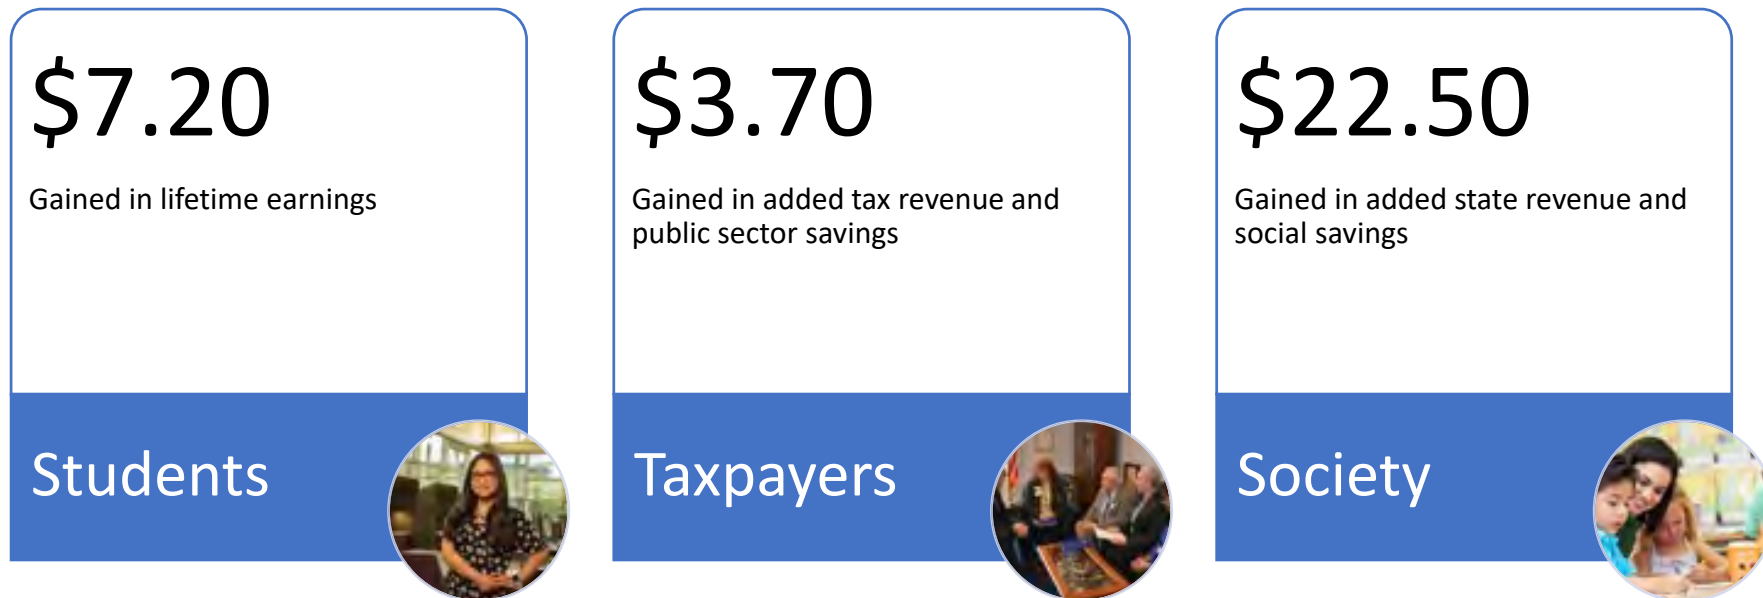 $7.20
Gained in lifetime earnings
Students
$3.70
Gained in added tax revenue and
public sector savings
Taxpayers
$22.50
Gained in added state revenue and
social savings
Society